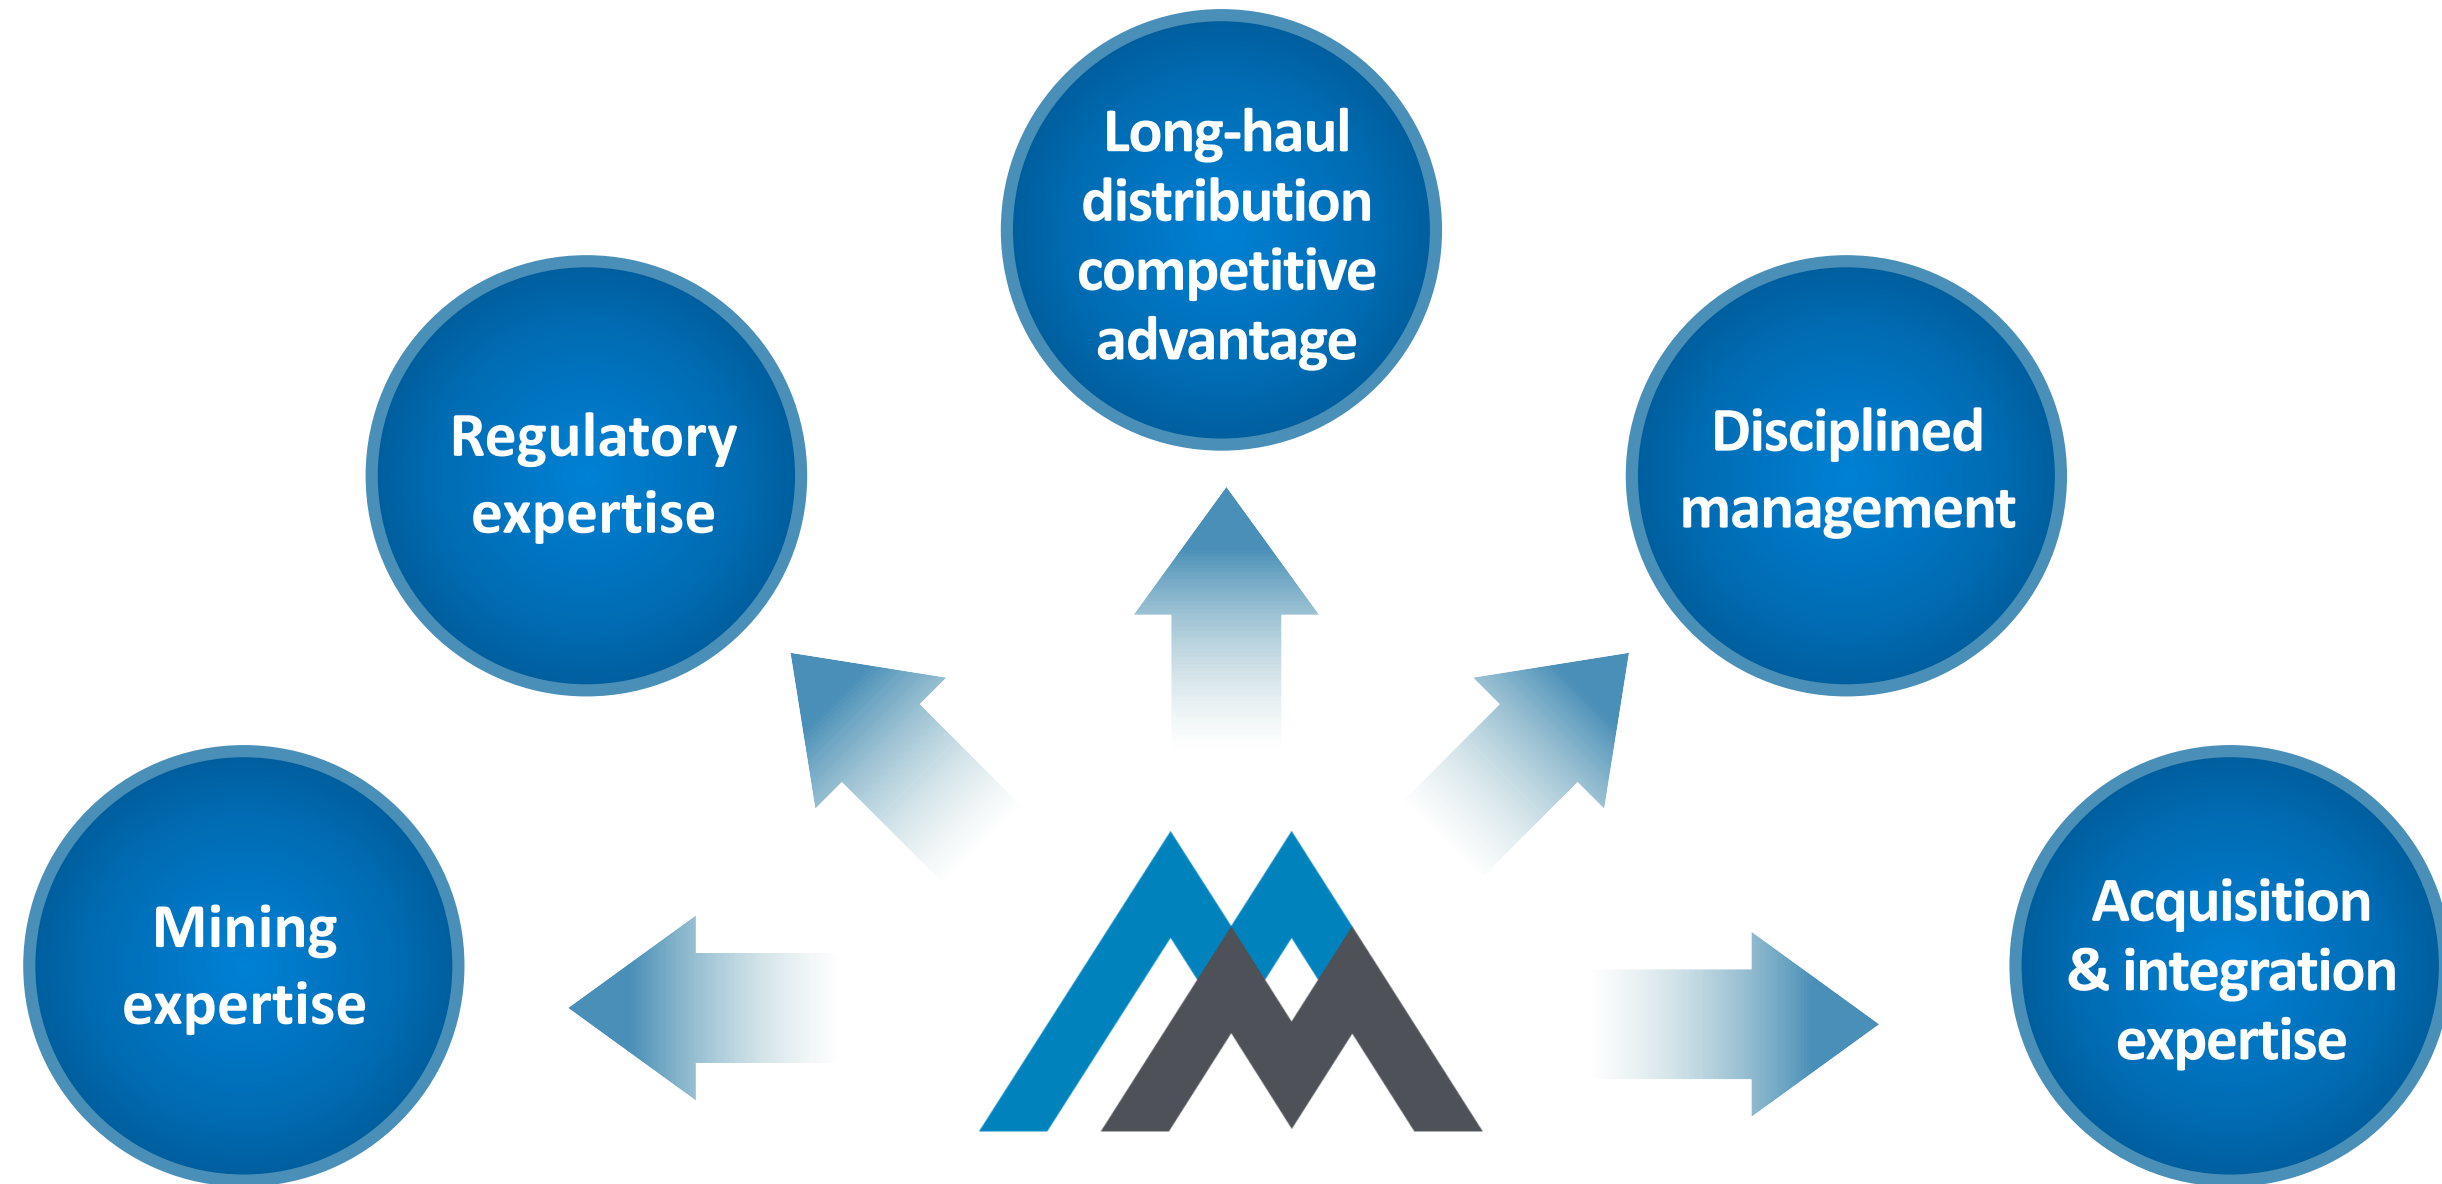 Long-haul
distribution
competitive
advantage
Regulatory
expertise
Disciplined
management
Mining
expertise
Acquisition
& integration
expertise